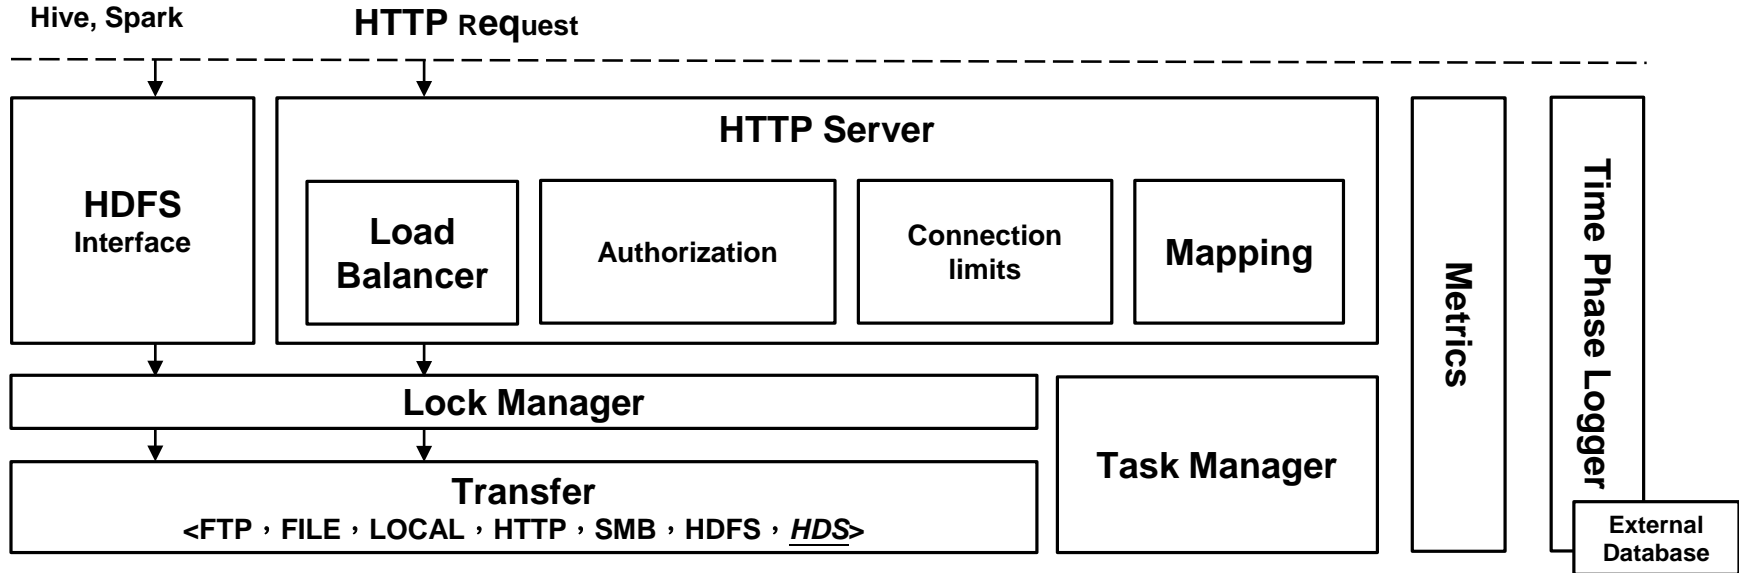 Hive, Spark
HTTP Request
HTTP Server
HDFS
Interface
Load
Balancer
Authorization
Connection
limits
Mapping
Metrics
Time Phase Logger
Lock Manager
Task Manager
Transfer
<FTP，FILE，LOCAL，HTTP，SMB，HDFS，HDS>
External
Database